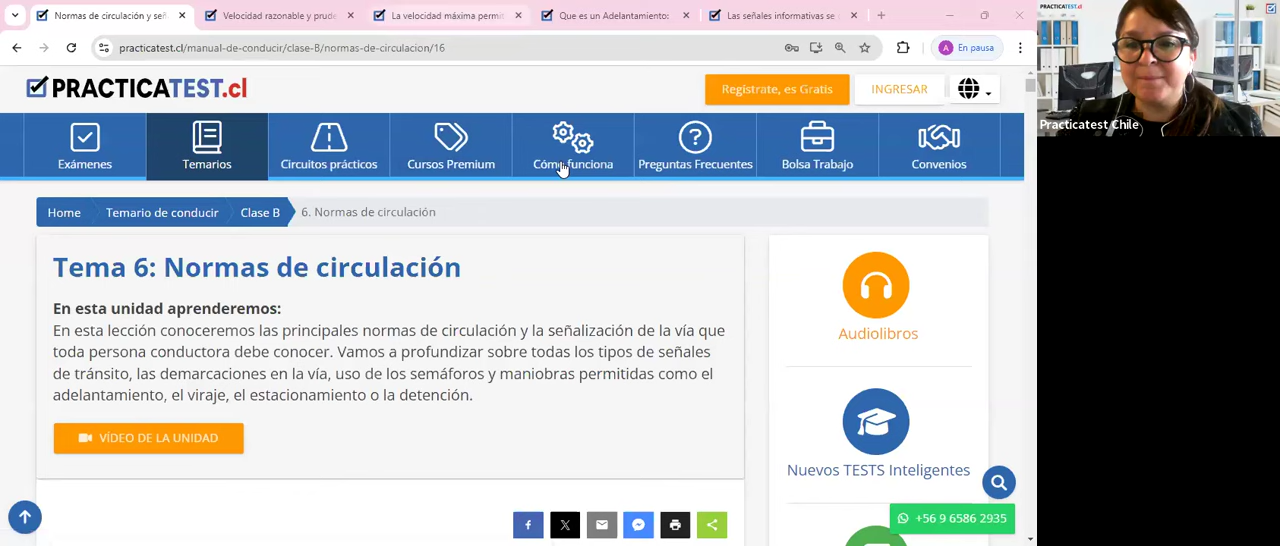 Normas de circulación y señ
Velocidad razonable y prude
La velocidad máxima permit
Que es un Adelantamiento:
Las señales informativas se
practicatest.cl/manual-de-conducir/clase-B/normas-de-circulacion/16
A En pausa
PRACTICATEST.cl
Regístrate, es Gratis
INGRESAR
Exámenes
Temarios
Circuitos prácticos
Cursos Premium
Cómo funciona
Preguntas Frecuentes
Bolsa Trabajo
Convenios
Home
Temario de conducir
Clase B
6. Normas de circulación
Tema 6: Normas de circulación
En esta unidad aprenderemos:
En esta lección conoceremos las principales normas de circulación y la señalización de la vía que
toda persona conductora debe conocer. Vamos a profundizar sobre todas los tipos de señales
de tránsito, las demarcaciones en la vía, uso de los semáforos y maniobras permitidas como el
adelantamiento, el viraje, el estacionamiento o la detención.
VÍDEO DE LA UNIDAD
Audiolibros
Nuevos TESTS Inteligentes
+56 9 6586 2935
PRACTICATEST.cl
Practicatest Chile